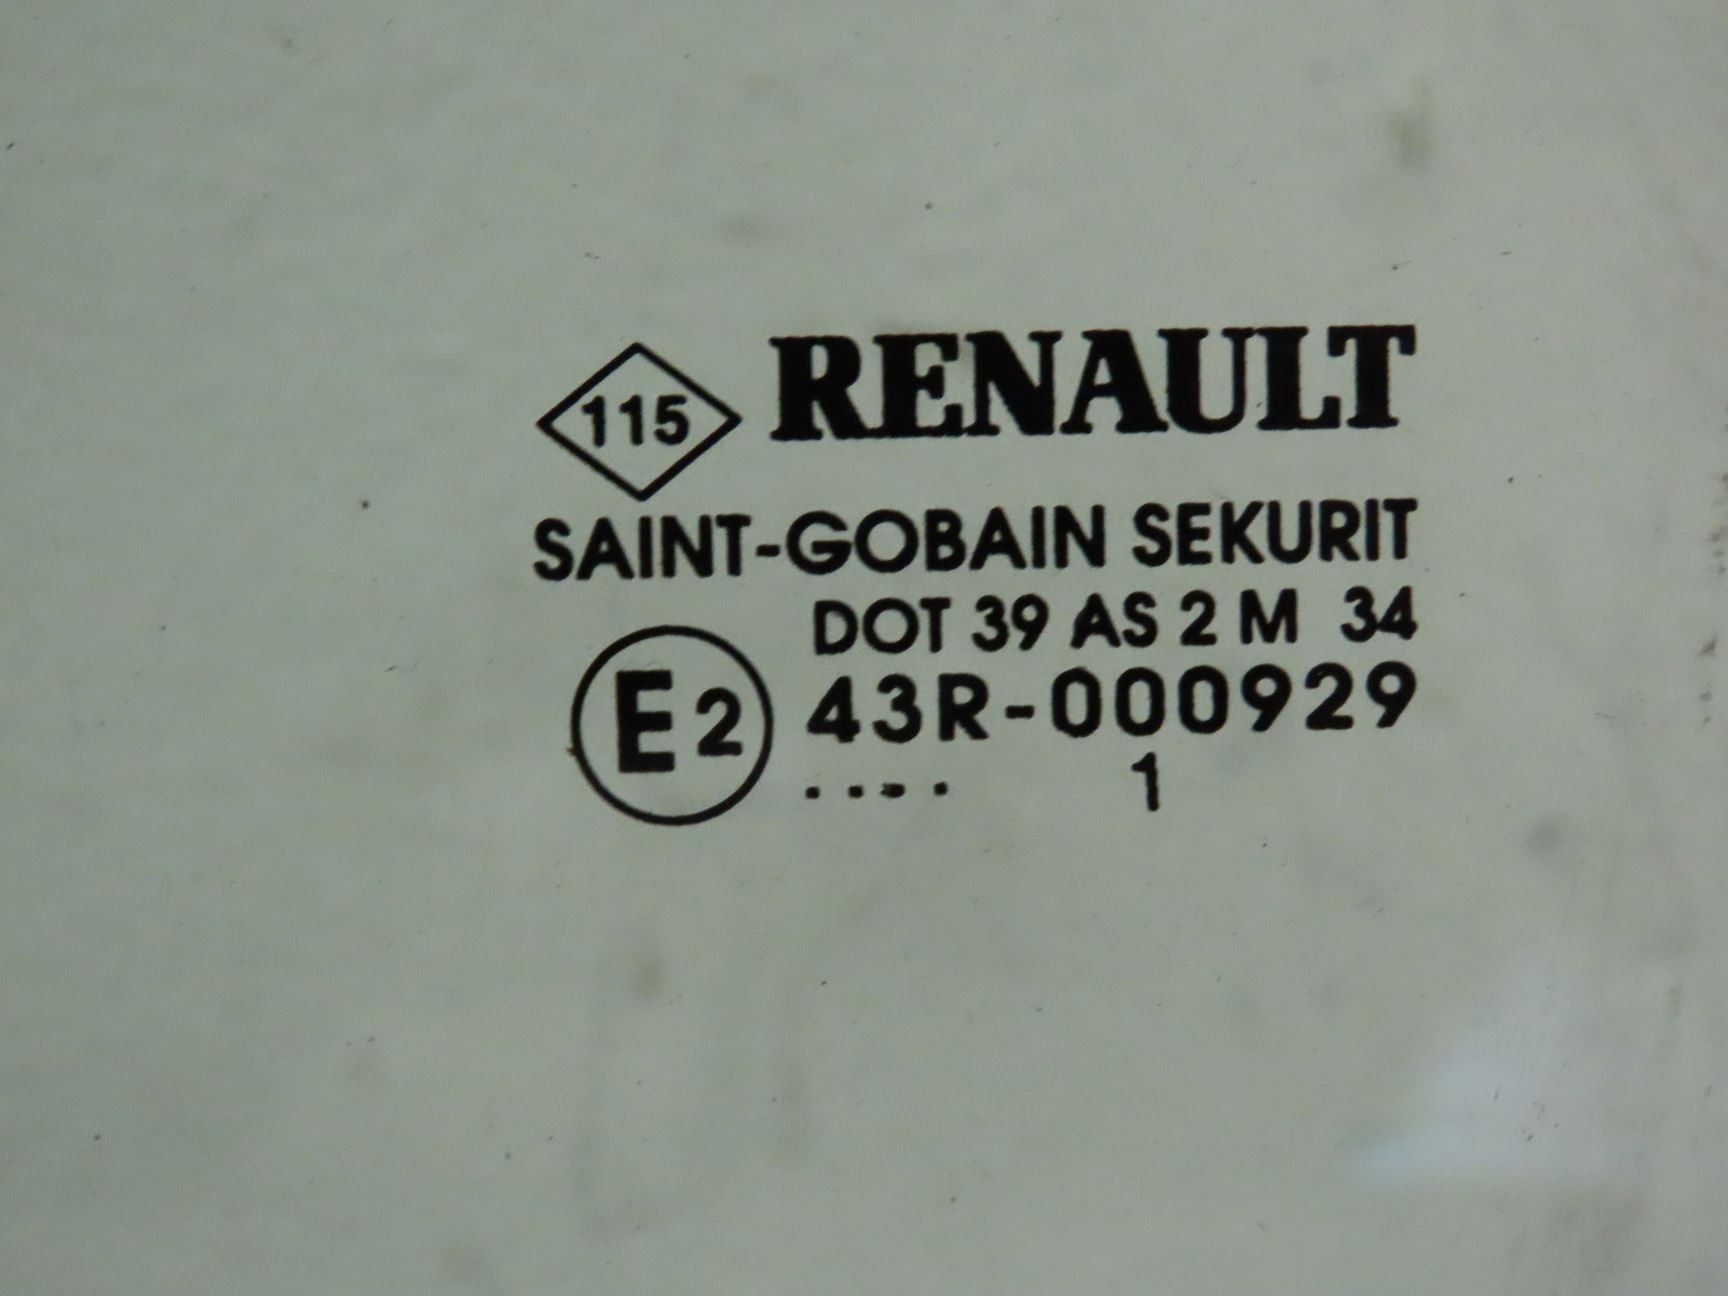 115 RENAULT
SAINT-GOBAIN SEKURIT
DOT 39 AS 2 M 34
E2 43R-000929
.... 1